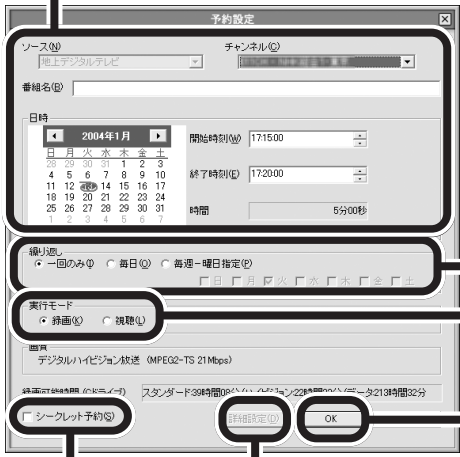 予約設定
ソース(N)
チャンネル(C)
地上デジタルテレビ
番組名(B)
日時
2004年1月
日 月 火 水 木 金 土
28 29 30 31 1 2 3
4 5 6 7 8 9 10
11 12 13 14 15 16 17
18 19 20 21 22 23 24
25 26 27 28 29 30 31
1 2 3 4 5 6 7
開始時刻(W) 17:15:00
終了時刻(E) 17:20:00
時間 5分00秒
繰り返し
一回のみ(I) 毎日(O) 毎週-曜日指定(P)
日 月 火 水 木 金 土
実行モード
録画(K) 視聴(L)
画質
デジタルハイビジョン放送 (MPEG2-TS 21Mbps)
録画可能時間 (Cドライブ) スタンダード39時間08分/ハイビジョン22時間 データ213時間32分
シークレット予約(S)
詳細設定(D)
OK